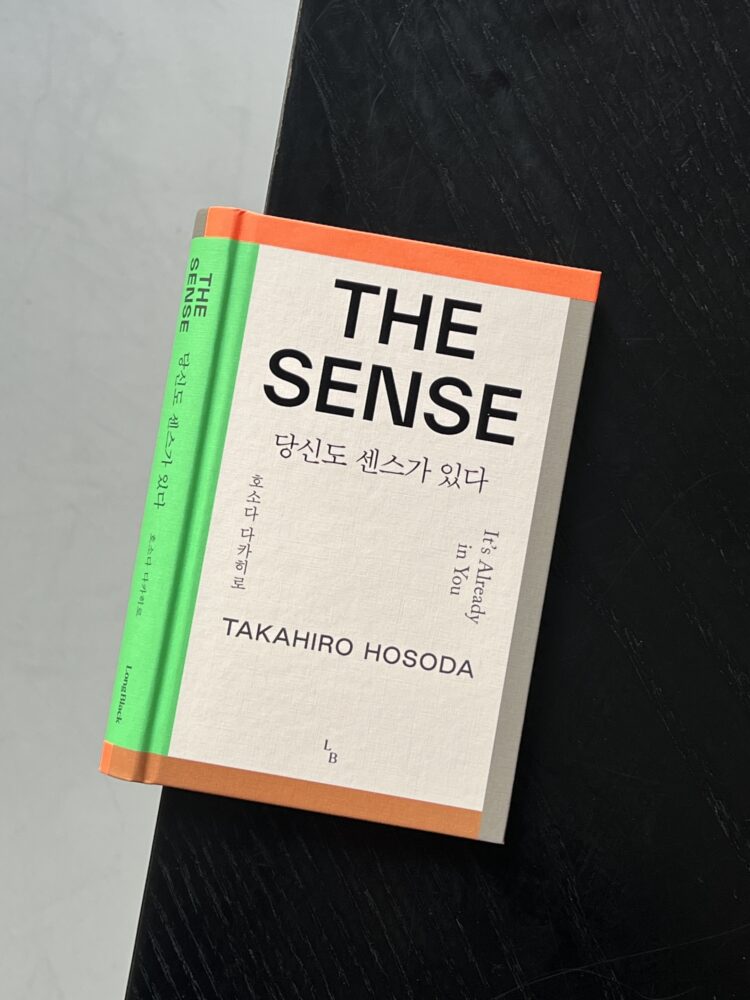 THE
SENSE
당신도 센스가 있다
호소다 다카히로
It's Already
in You
TAKAHIRO HOSODA
L
B
THE
SENSE
당신도 센스가 있다
호소다 다카히로
LongBlack